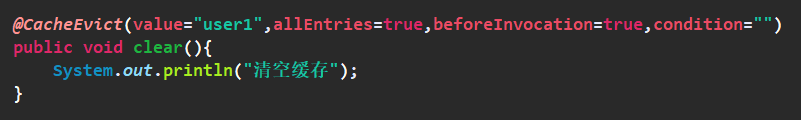 @CacheEvict(value="user1",allEntries=true,beforeInvocation=true,condition="")
public void clear(){
    System.out.println("清空缓存");
}